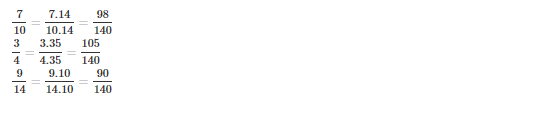 7/10 = 7.14/10.14 = 98/140
3/4 = 3.35/4.35 = 105/140
9/14 = 9.10/14.10 = 90/140